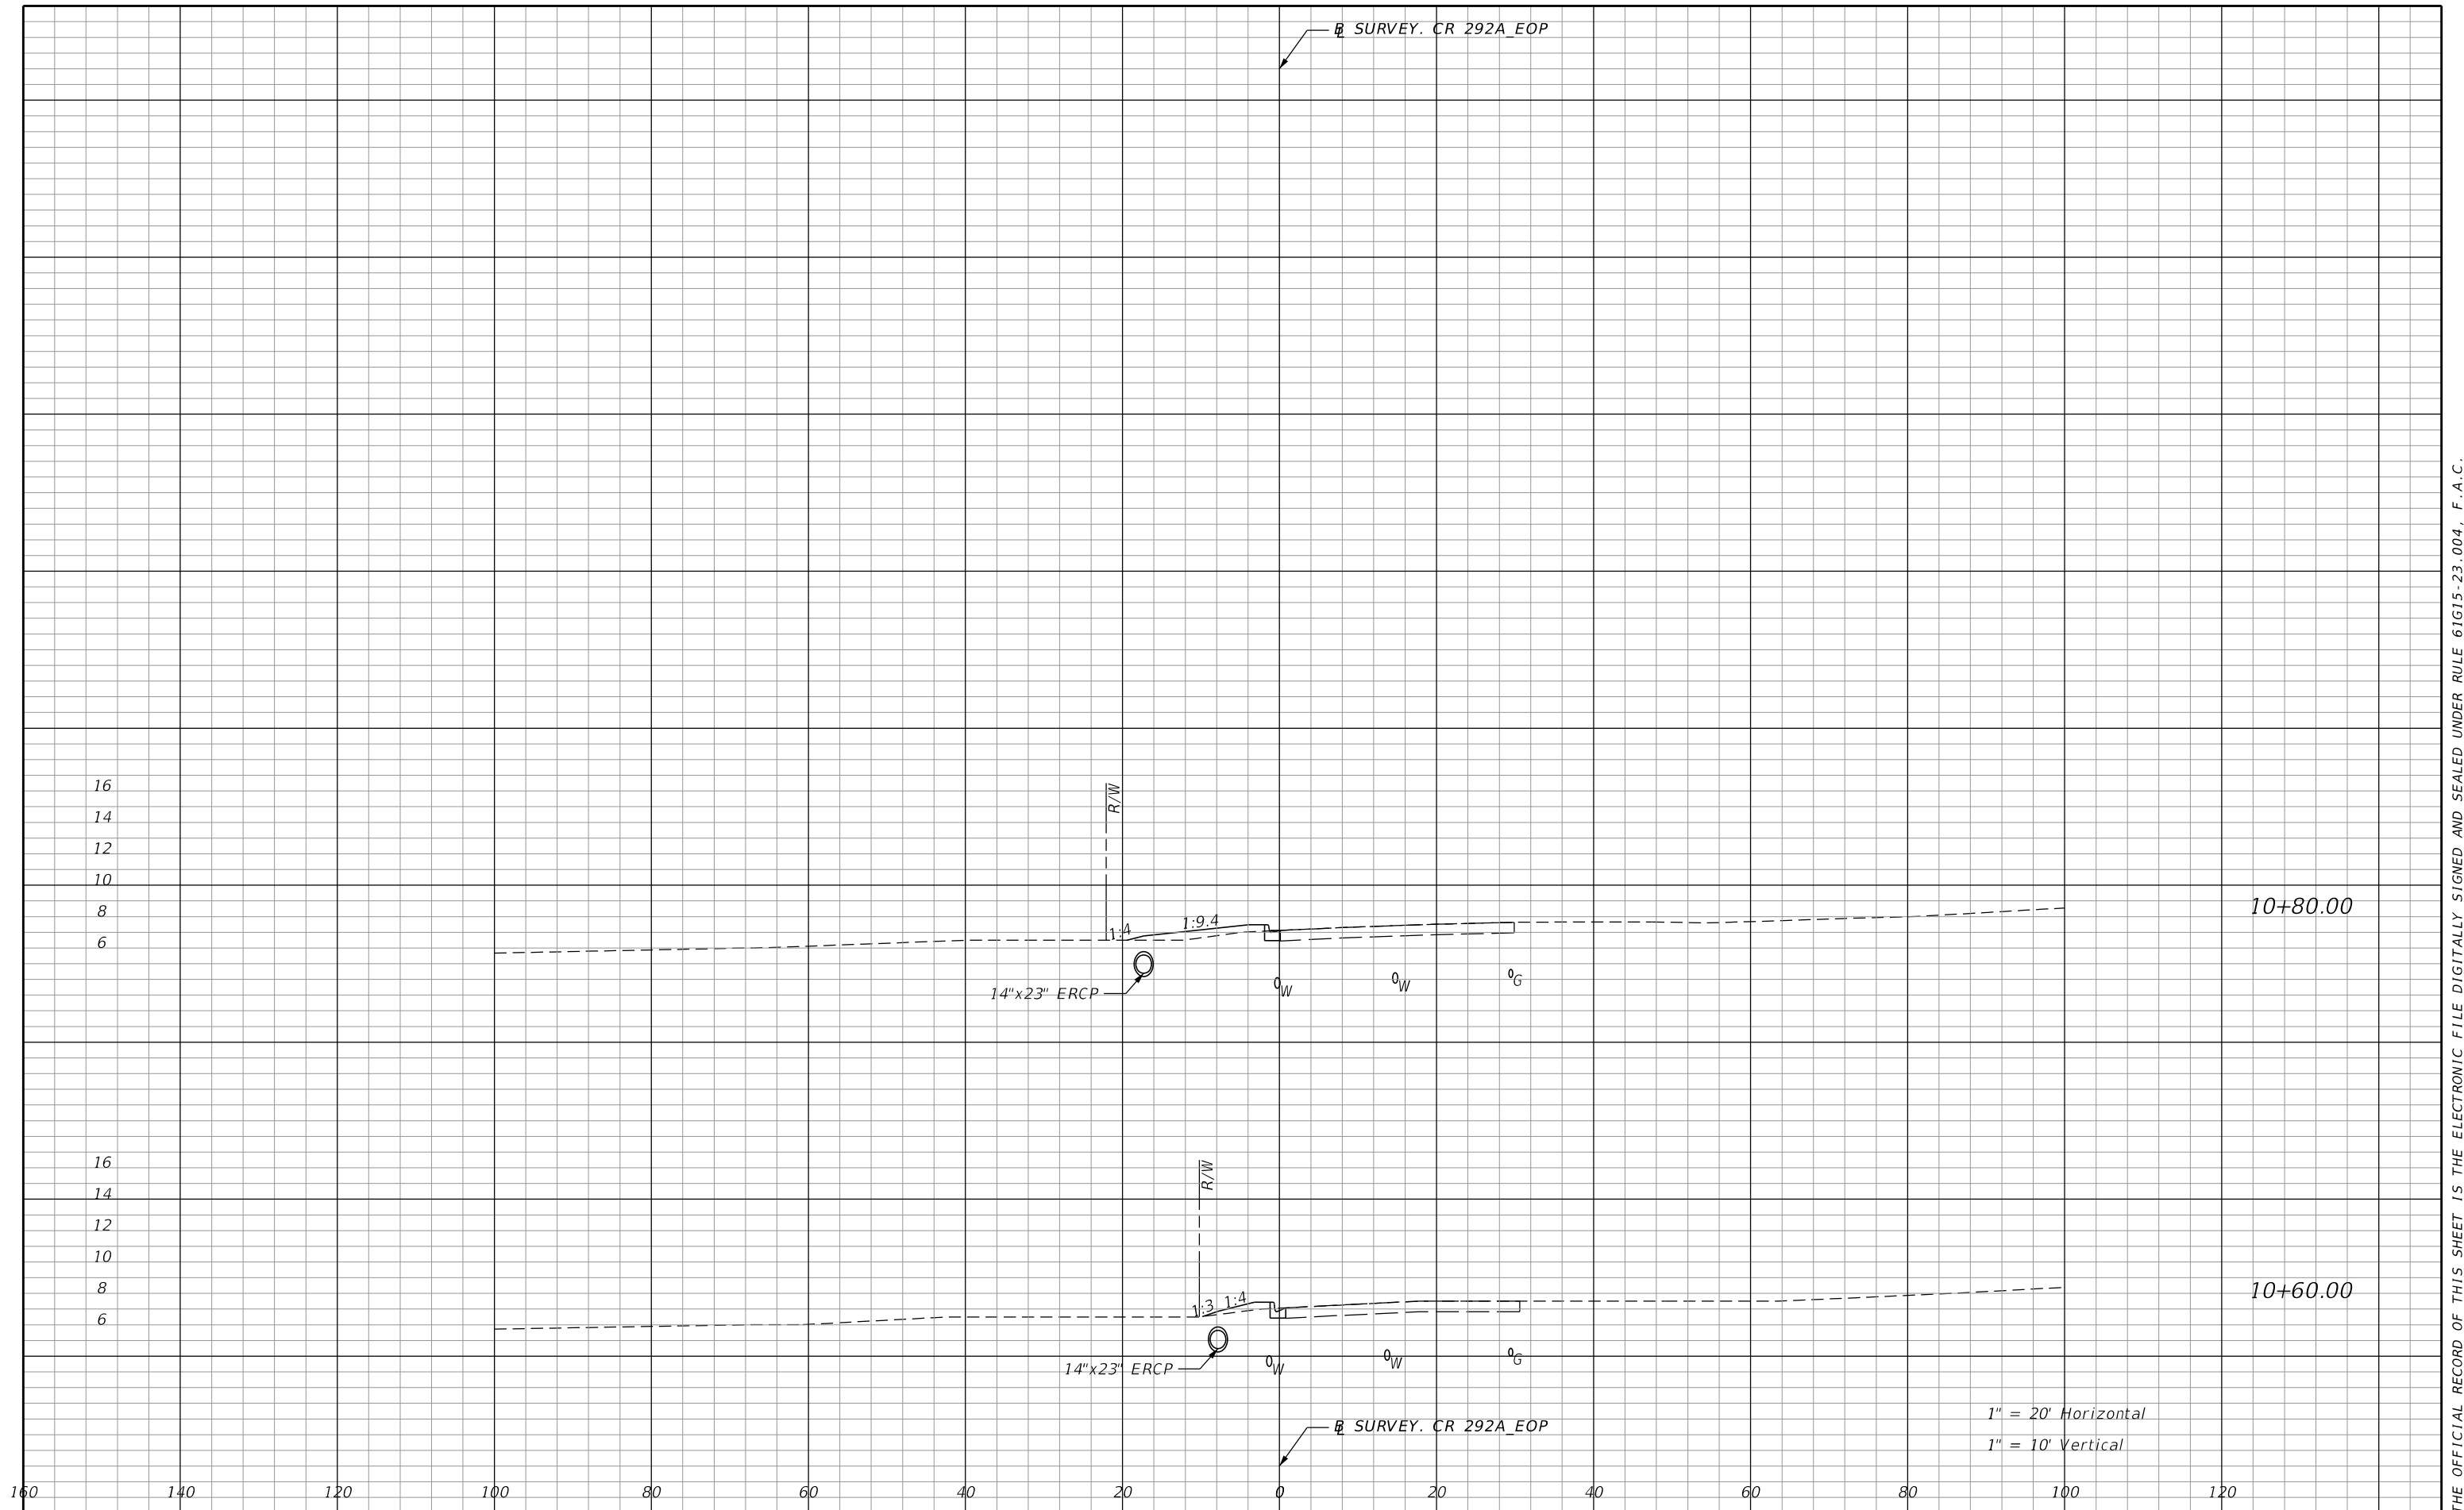 BL SURVEY. CR 292A_EOP
16
14
12
10
8
6
R/W
1:4
1:9.4
14"x23" ERCP
W
W
G
10+80.00
16
14
12
10
8
6
R/W
1:3
1:4
14"x23" ERCP
W
W
G
10+60.00
BL SURVEY. CR 292A_EOP
1" = 20' Horizontal
1" = 10' Vertical
160 140 120 100 80 60 40 20 0 20 40 60 80 100 120
THE OFFICIAL RECORD OF THIS SHEET IS THE ELECTRONIC FILE DIGITALLY SIGNED AND SEALED UNDER RULE 61G15-23.004, F.A.C.